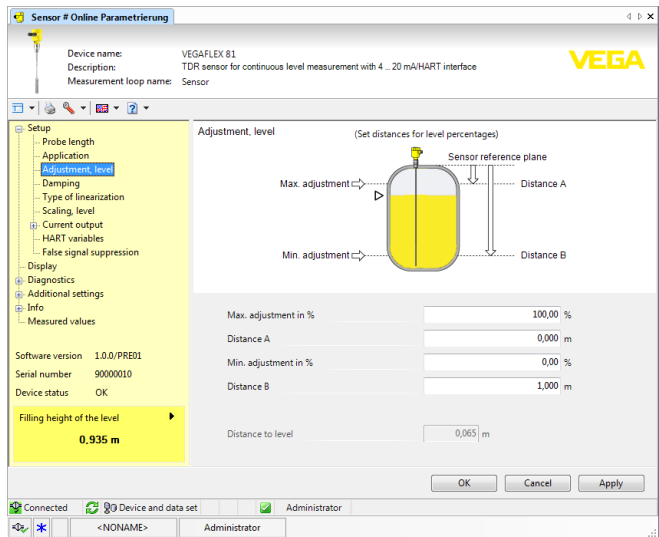 Sensor # Online Parametrierung
Device name: VEGAFLEX 81
Description: TDR sensor for continuous level measurement with 4 .. 20 mA/HART interface
Measurement loop name: Sensor
VEGA
Setup
Probe length
Application
Adjustment, level
Damping
Type of linearization
Scaling, level
Current output
HART variables
False signal suppression
Display
Diagnostics
Additional settings
Info
Measured values
Software version 1.0.0/PRE01
Serial number 90000010
Device status OK
Filling height of the level
0,935 m
Adjustment, level (Set distances for level percentages)
Sensor reference plane
Max. adjustment Distance A
Min. adjustment Distance B
Max. adjustment in % 100,00 %
Distance A 0,000 m
Min. adjustment in % 0,00 %
Distance B 1,000 m
Distance to level 0,065 m
OK Cancel Apply
Connected Device and data set Administrator
<NONAME> Administrator